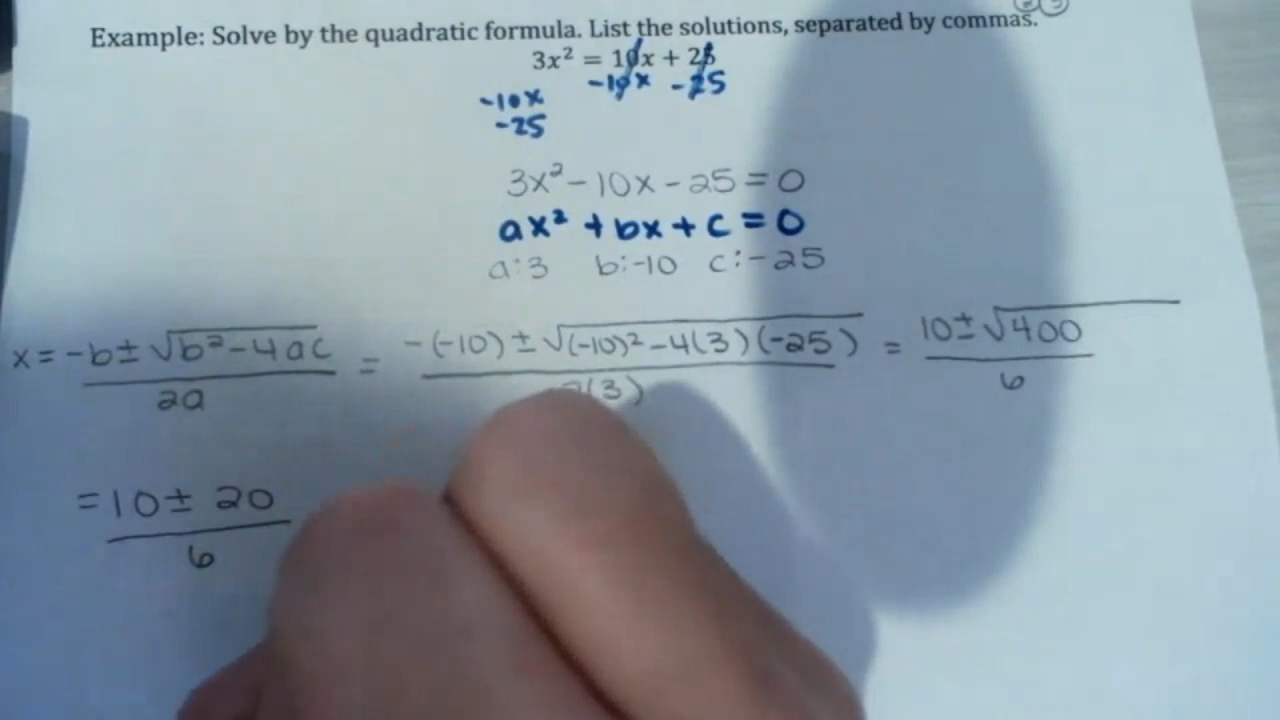 Example: Solve by the quadratic formula. List the solutions, separated by commas.
3x² = 10x + 25
-10x -25
-10x
-25
3x² - 10x - 25 = 0
ax² + bx + c = 0
a: 3 b: -10 c: -25
x = -b ± √b² - 4ac / 2a = -(-10) ± √(-10)² - 4(3)(-25) / 2(3) = 10 ± √400 / 6
= 10 ± 20 / 6